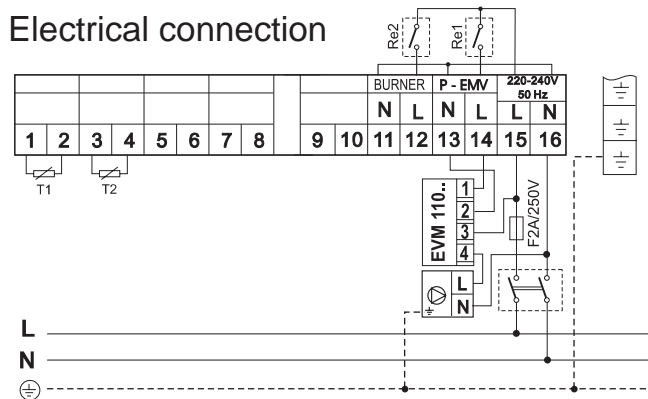 Electrical connection
Re2
Re1
BURNER P - EMV 220-240V
50 Hz
N L N L L N
1 2 3 4 5 6 7 8 9 10 11 12 13 14 15 16
T1 T2
EVM 110..
1
2
3
4
F2A/250V
L
N
L
N